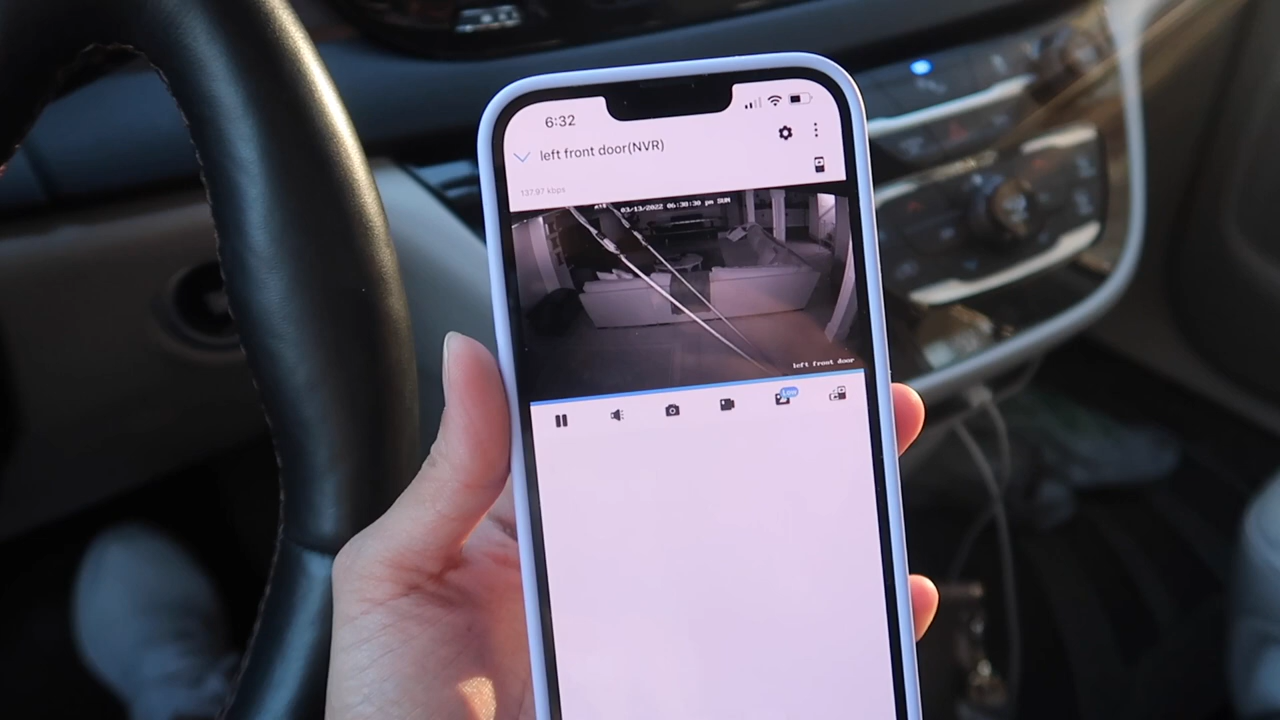 6:32
left front door(NVR)
137.97 kbps
03/13/2022 06:30:30 pm SUN
left front door
Low